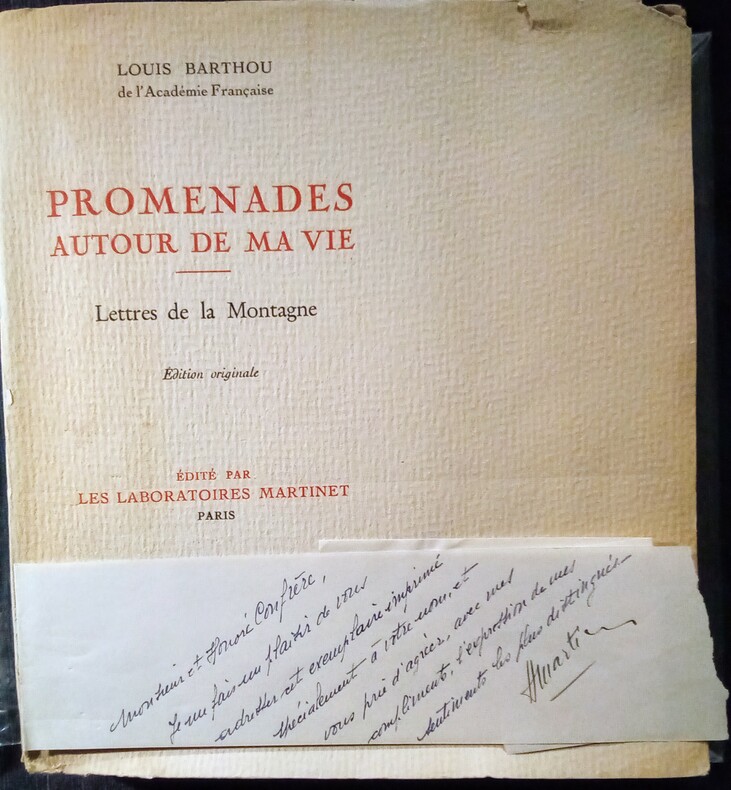 LOUIS BARTHOU
de l'Académie Française
PROMENADES
AUTOUR DE MA VIE
Lettres de la Montagne
Édition originale
ÉDITÉ PAR
LES LABORATOIRES MARTINET
PARIS
Monsieur et Honoré Confrère,
Je me fais un plaisir de vous
adresser cet exemplaire imprimé
spécialement à votre nom, et
vous prie d'agréer, avec mes
compliments, l'expression de mes
sentiments les plus distingués.